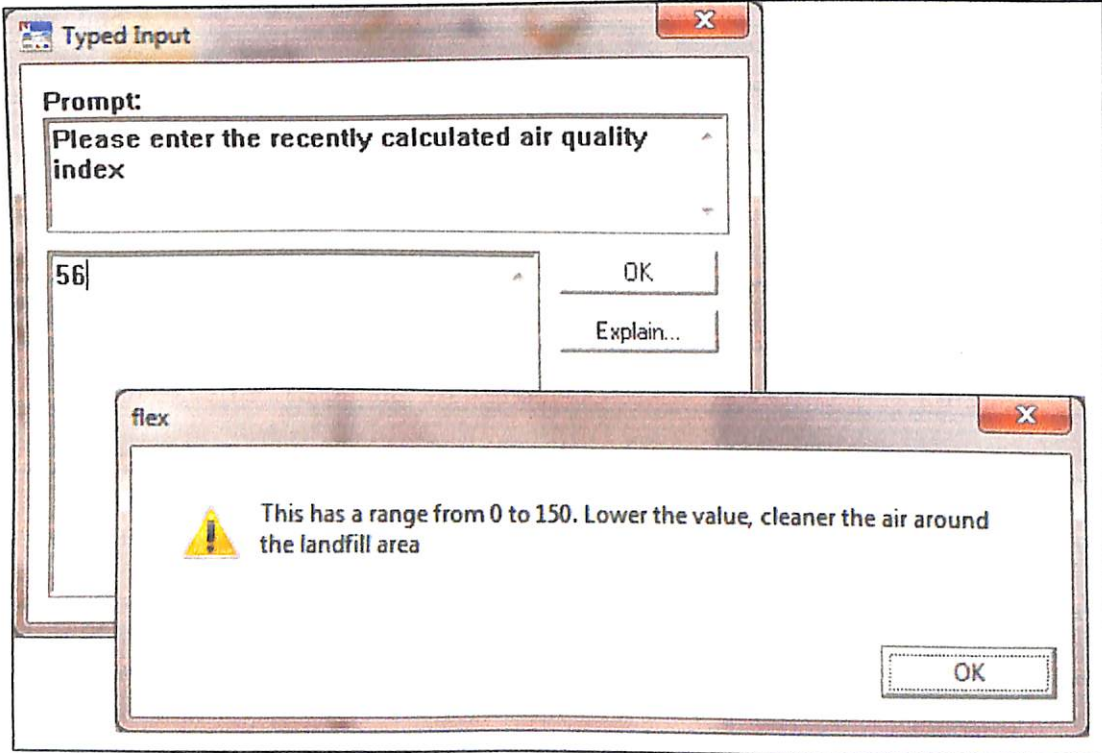 Typed Input
Prompt:
Please enter the recently calculated air quality
index
56
OK
Explain...
flex
This has a range from 0 to 150. Lower the value, cleaner the air around
the landfill area
OK